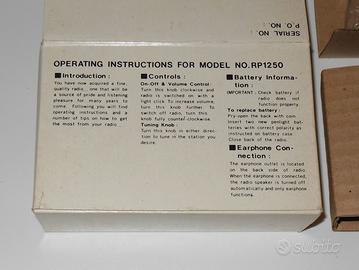 SERIAL NO.
P.O. NO.:
OPERATING INSTRUCTIONS FOR MODEL NO.RP1250
Introduction:
You have now acquired a fine,
quality radio, one that will be
a source of pride and listening
pleasure for many years to
come. Following you will find
operating instructions and a
number of tips on how to get
the most from your radio.
Controls:
On-Off & Volume Control:
Turn this knob clockwise and
radio is switched on with a
light click To increase volume,
turn this knob further. To
switch off radio, turn this
knob fully counter-clockwise.
Tuning Knob:
Turn this knob in either direc-
tion to tune in the station you
desire.
Battery Informa-
tion:
IMPORTANT: Check battery if
radio does not
function properly.
To replace battery:
Pry-open the back with coin.
Insert two new penlight bat-
teries with correct polarity as
instructed on battery case.
Close back of the radio.
Earphone Con-
nection:
The earphone outlet is located
on the back side of radio.
When the earphone is connected,
the radio speaker is turned off
automatically and only earphone
functions.
subito